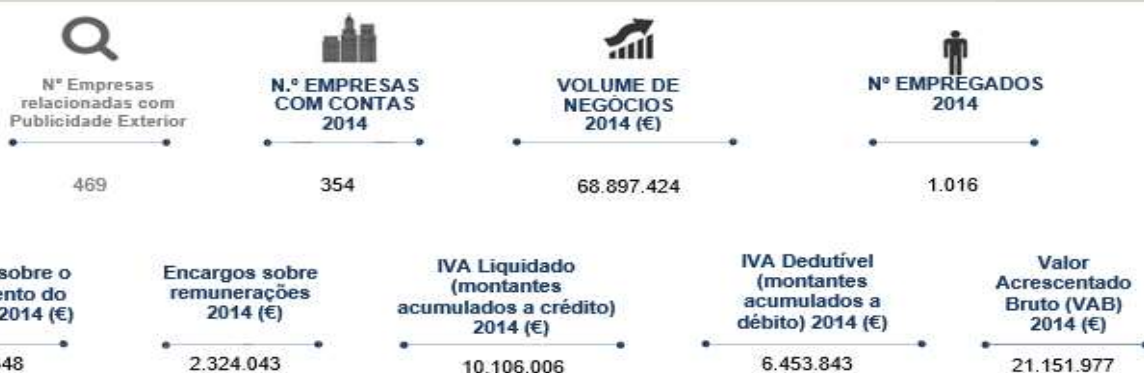 Nº Empresas
relacionadas com
Publicidade Exterior
469
N.º EMPRESAS
COM CONTAS
2014
354
VOLUME DE
NEGÓCIOS
2014 (€)
68.897.424
Nº EMPREGADOS
2014
1.016
sobre o
do
2014 (€)
Encargos sobre
remunerações
2014 (€)
2.324.043
IVA Liquidado
(montantes
acumulados a crédito)
2014 (€)
10.106.006
IVA Dedutível
(montantes
acumulados a
débito) 2014 (€)
6.453.843
Valor
Acrescentado
Bruto (VAB)
2014 (€)
21.151.977